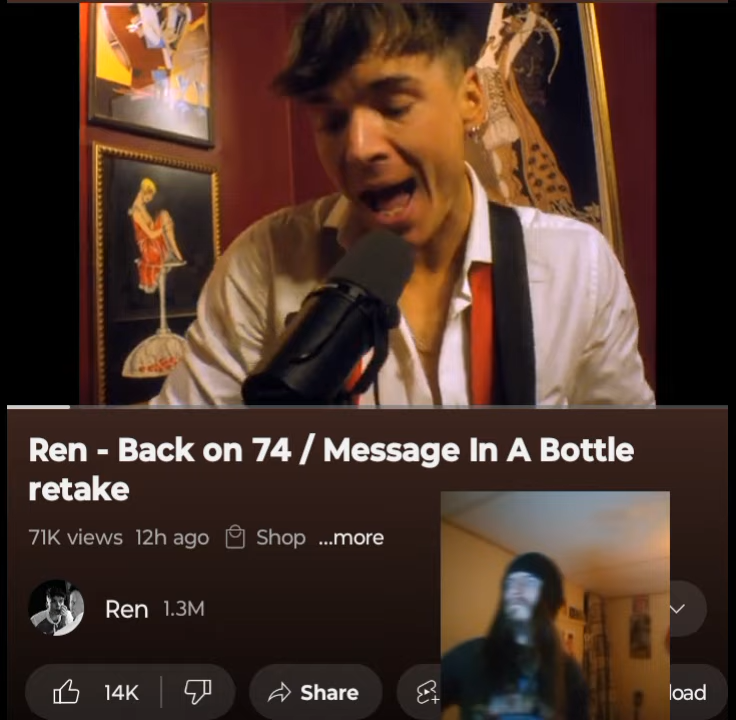 Ren - Back on 74 / Message In A Bottle
retake
71K views 12h ago Shop ...more
Ren 1.3M
14K Share load